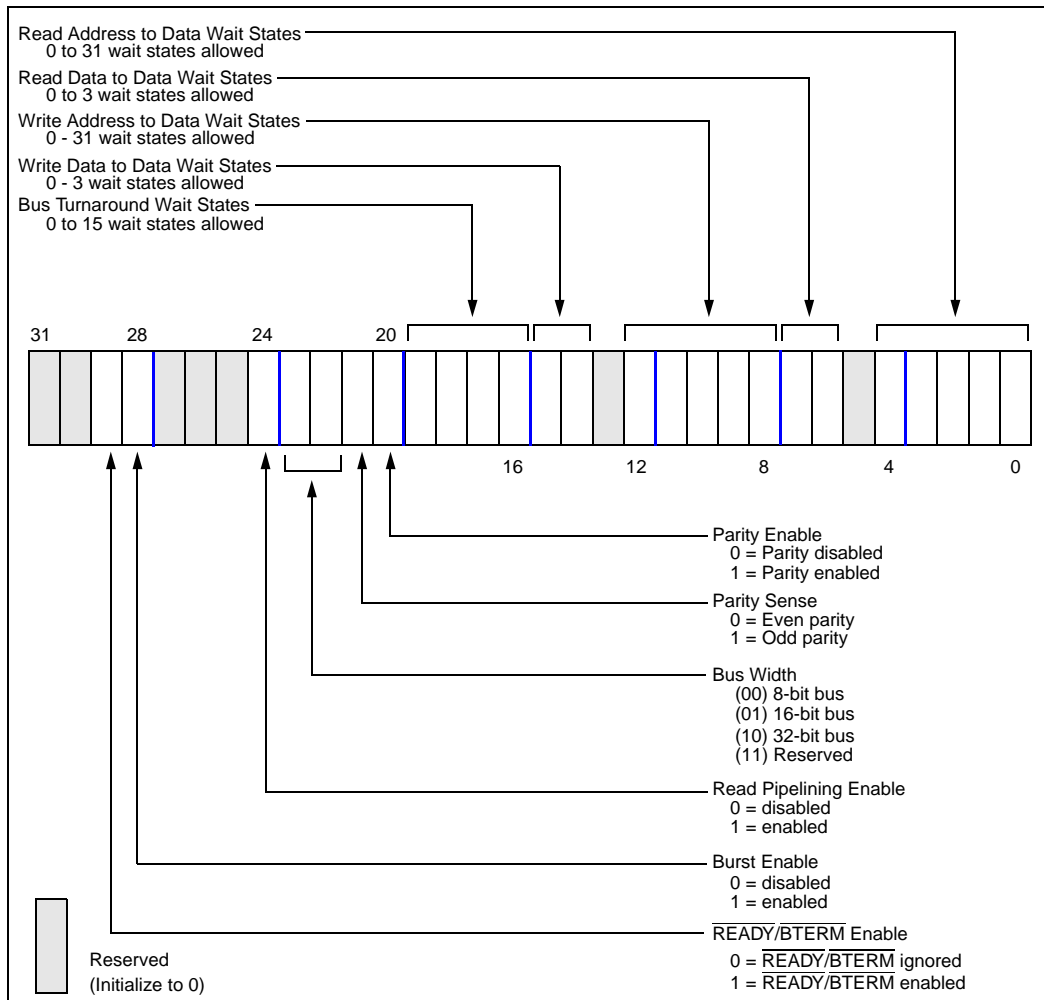 Read Address to Data Wait States
0 to 31 wait states allowed
Read Data to Data Wait States
0 to 3 wait states allowed
Write Address to Data Wait States
0 - 31 wait states allowed
Write Data to Data Wait States
0 - 3 wait states allowed
Bus Turnaround Wait States
0 to 15 wait states allowed
31 28 24 20
16 12 8 4 0
Parity Enable
0 = Parity disabled
1 = Parity enabled
Parity Sense
0 = Even parity
1 = Odd parity
Bus Width
(00) 8-bit bus
(01) 16-bit bus
(10) 32-bit bus
(11) Reserved
Read Pipelining Enable
0 = disabled
1 = enabled
Burst Enable
0 = disabled
1 = enabled
READY/BTERM Enable
0 = READY/BTERM ignored
1 = READY/BTERM enabled
Reserved
(Initialize to 0)